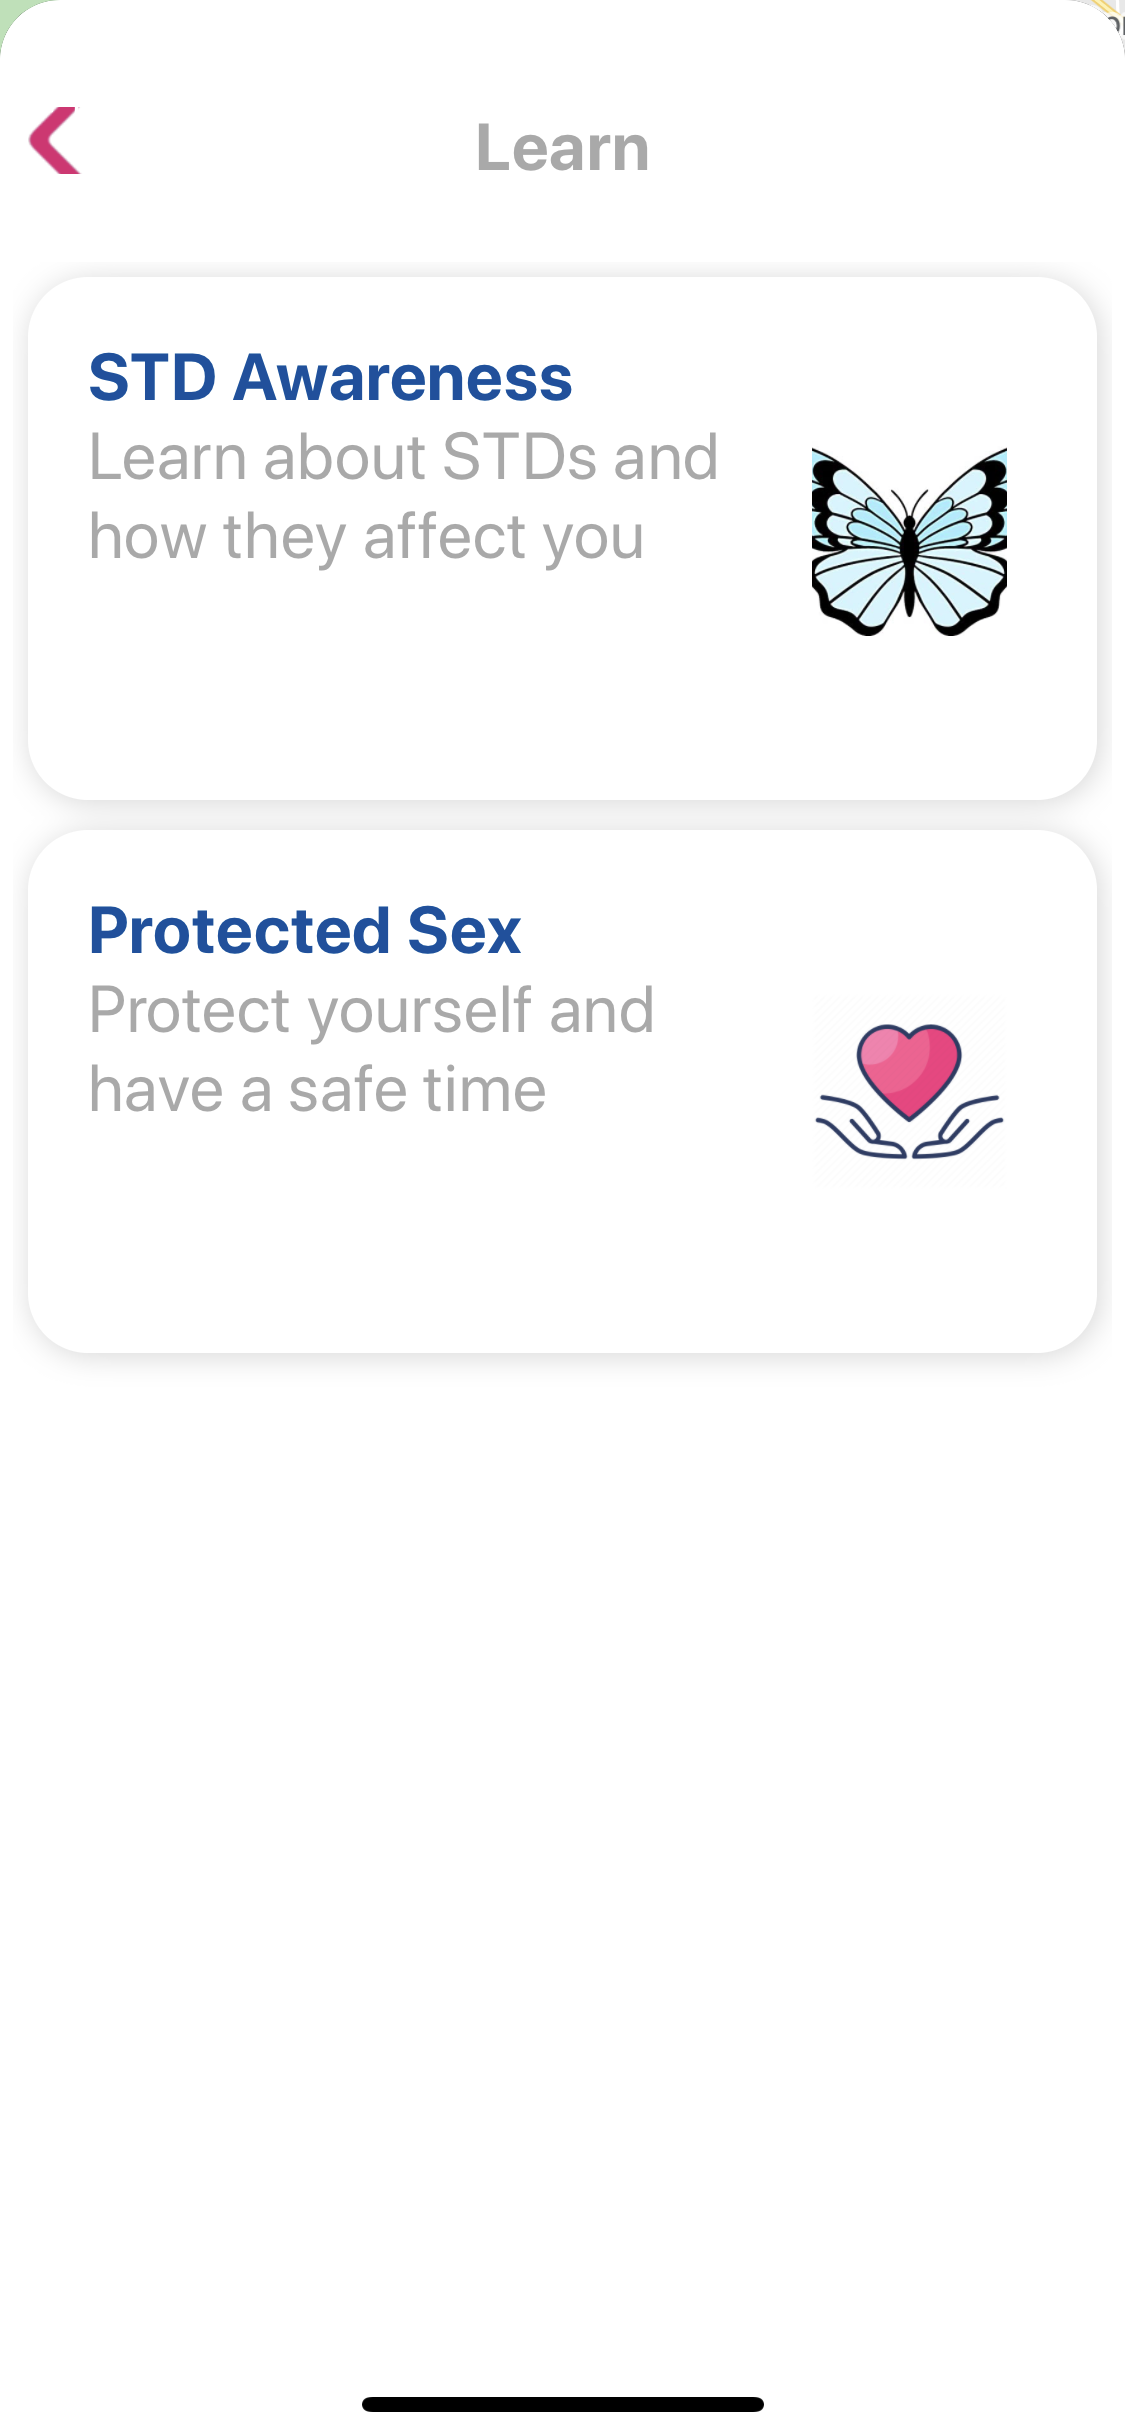 Learn
STD Awareness
Learn about STDs and
how they affect you
Protected Sex
Protect yourself and
have a safe time